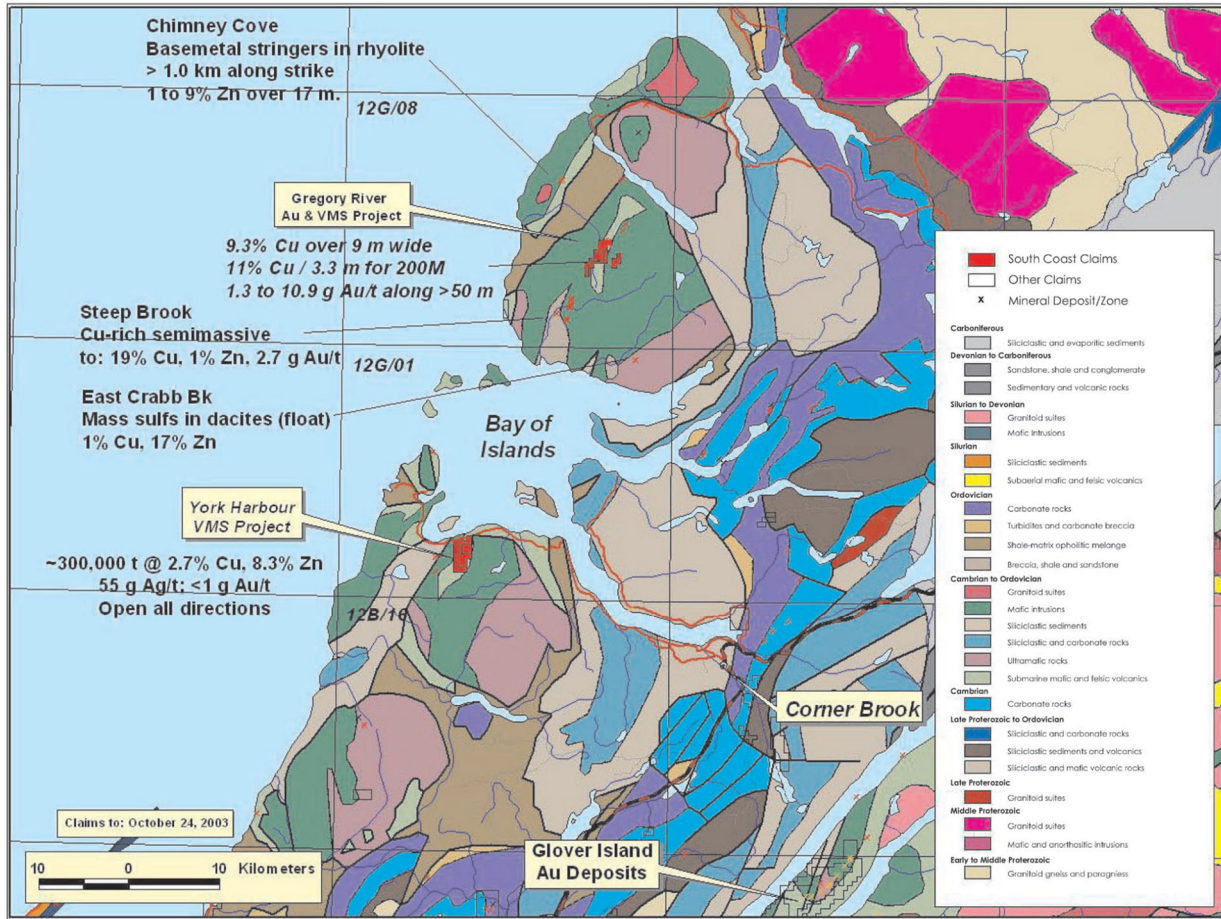 Chimney Cove
Basemetal stringers in rhyolite
> 1.0 km along strike
1 to 9% Zn over 17 m.
12G/08
Gregory River
Au & VMS Project
9.3% Cu over 9 m wide
11% Cu / 3.3 m for 200M
1.3 to 10.9 g Au/t along >50 m
Steep Brook
Cu-rich semimassive
to: 19% Cu, 1% Zn, 2.7 g Au/t
12G/01
East Crabb Bk
Mass sulfs in dacites (float)
1% Cu, 17% Zn
Bay of
Islands
York Harbour
VMS Project
~300,000 t @ 2.7% Cu, 8.3% Zn
55 g Ag/t; <1 g Au/t
Open all directions
12B/16
Corner Brook
Claims to: October 24, 2003
10 0 10 Kilometers
Glover Island
Au Deposits
South Coast Claims
Other Claims
x Mineral Deposit/Zone
Carboniferous
Siliciclastic and evaporitic sediments
Devonian to Carboniferous
Sandstone, shale and conglomerate
Sedimentary and volcanic rocks
Silurian to Devonian
Granitoid suites
Mafic Intrusions
Silurian
Siliciclastic sediments
Subaerial mafic and felsic volcanics
Ordovician
Carbonate rocks
Turbidites and carbonate breccia
Shale-matrix ophiolitic melange
Breccia, shale and sandstone
Cambrian to Ordovician
Granitoid suites
Mafic intrusions
Siliciclastic sediments
Siliciclastic and carbonate rocks
Ultramafic rocks
Submarine mafic and felsic volcanics
Cambrian
Carbonate rocks
Late Proterozoic to Ordovician
Siliciclastic and carbonate rocks
Siliciclastic sediments and volcanics
Siliciclastic and mafic volcanic rocks
Late Proterozoic
Granitoid suites
Middle Proterozoic
Granitoid suites
Mafic and anorthositic intrusions
Early to Middle Proterozoic
Granitoid gneiss and paragniess